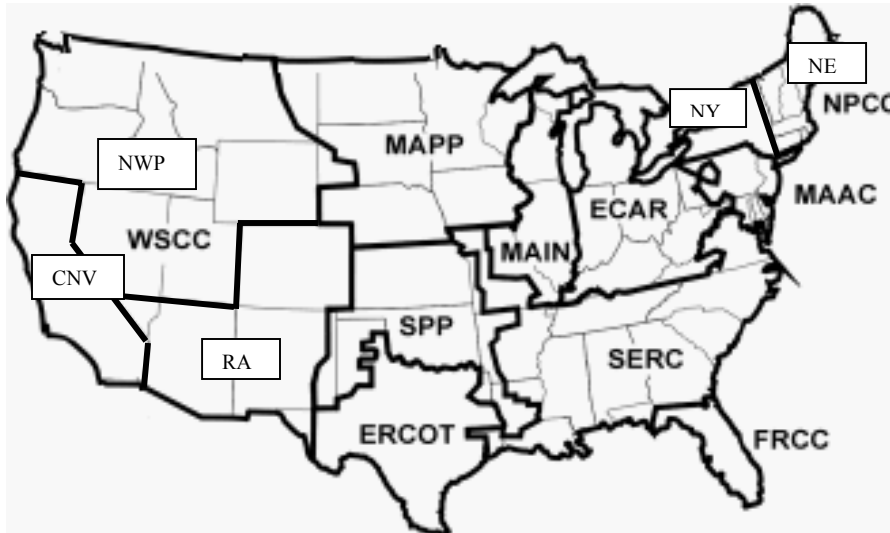 NE
NY
NPCC
MAPP
NWP
MAAC
ECAR
WSCC
MAIN
CNV
SPP
RA
SERC
ERCOT
FRCC